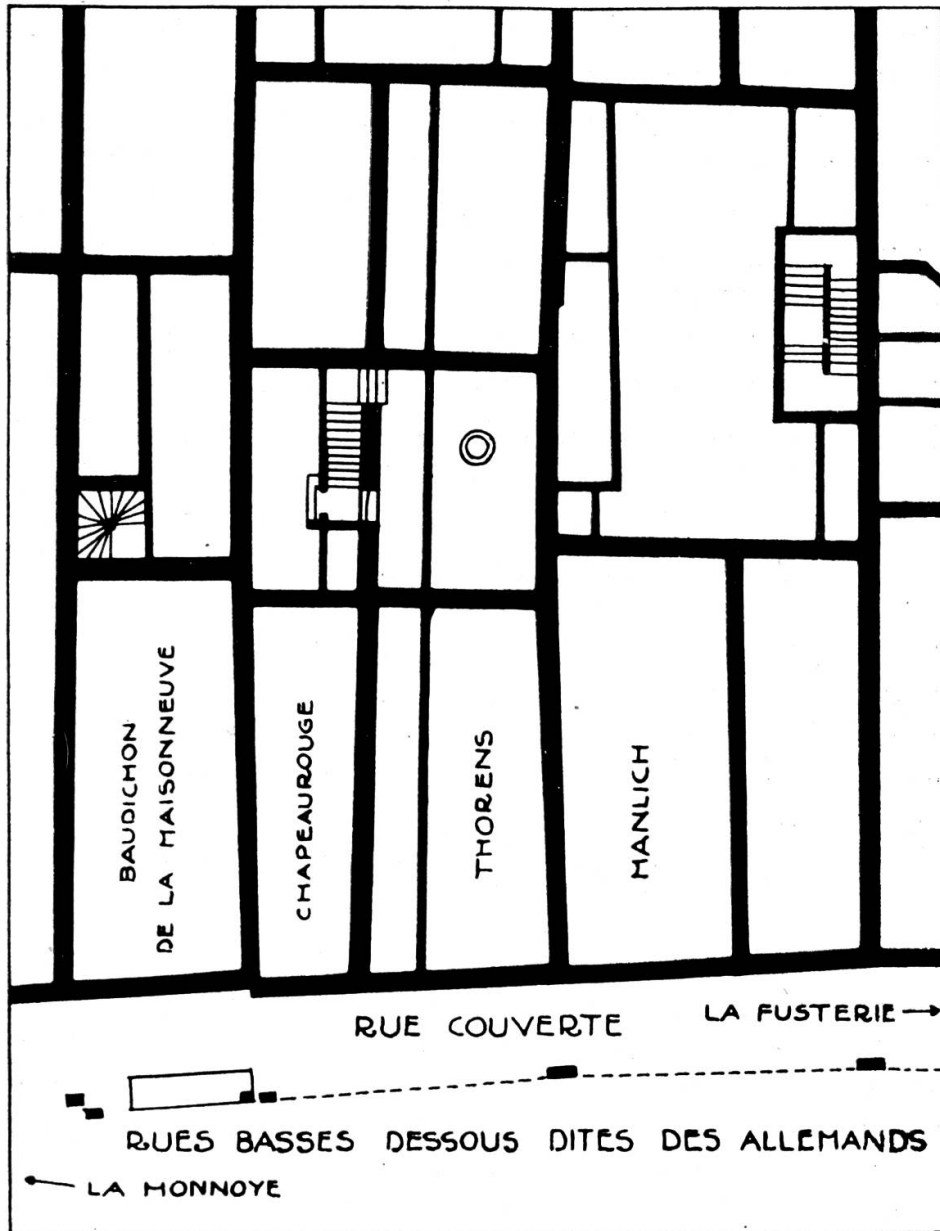 BAUDICHON
DE LA MAISONNEUVE
CHAPEAUROUGE
THORENS
MANLICH
RUE COUVERTE
LA FUSTERIE
RUES BASSES DESSOUS DITES DES ALLEMANDS
LA MONNOYE